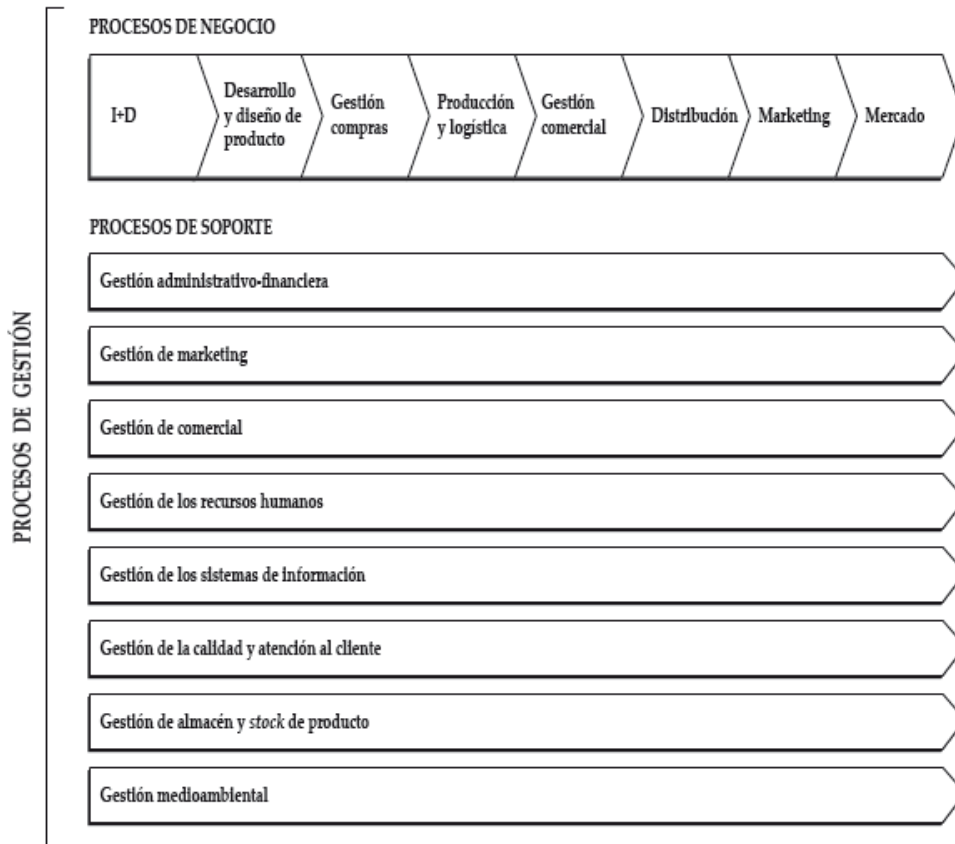 PROCESOS DE GESTIÓN
PROCESOS DE NEGOCIO
I+D
Desarrollo
y diseño de
producto
Gestión
compras
Producción
y logística
Gestión
comercial
Distribución
Marketing
Mercado
PROCESOS DE SOPORTE
Gestión administrativo-financiera
Gestión de marketing
Gestión de comercial
Gestión de los recursos humanos
Gestión de los sistemas de información
Gestión de la calidad y atención al cliente
Gestión de almacén y stock de producto
Gestión medioambiental